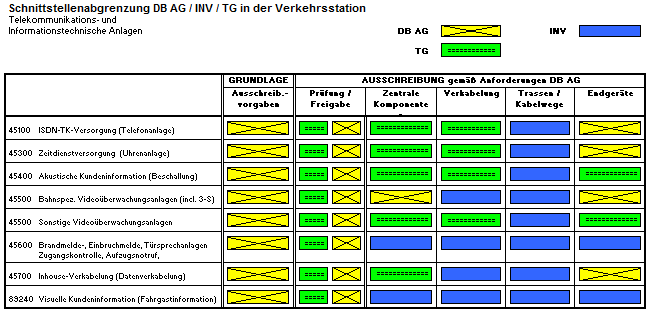 Schnittstellenabgrenzung DB AG / INV / TG in der Verkehrsstation
Telekommunikations- und
Informationstechnische Anlagen
DB AG
INV
TG
GRUNDLAGE
AUSSCHREIBUNG gemäß Anforderungen DB AG
Ausschreib.-
vorgaben
Prüfung /
Freigabe
Zentrale
Komponente
Verkabelung
Trassen /
Kabelwege
Endgeräte
45100 ISDN-TK-Versorgung (Telefonanlage)
45300 Zeitdienstversorgung (Uhrenanlage)
45400 Akustische Kundeninformation (Beschallung)
45500 Bahnspez. Videoüberwachungsanlagen (incl. 3-S)
45500 Sonstige Videoüberwachungsanlagen
45600 Brandmelde-, Einbruchmelde, Türsprechanlagen
Zugangskontrolle, Aufzugsnotruf,
45700 Inhouse-Verkabelung (Datenverkabelung)
89240 Visuelle Kundeninformation (Fahrgastinformation)